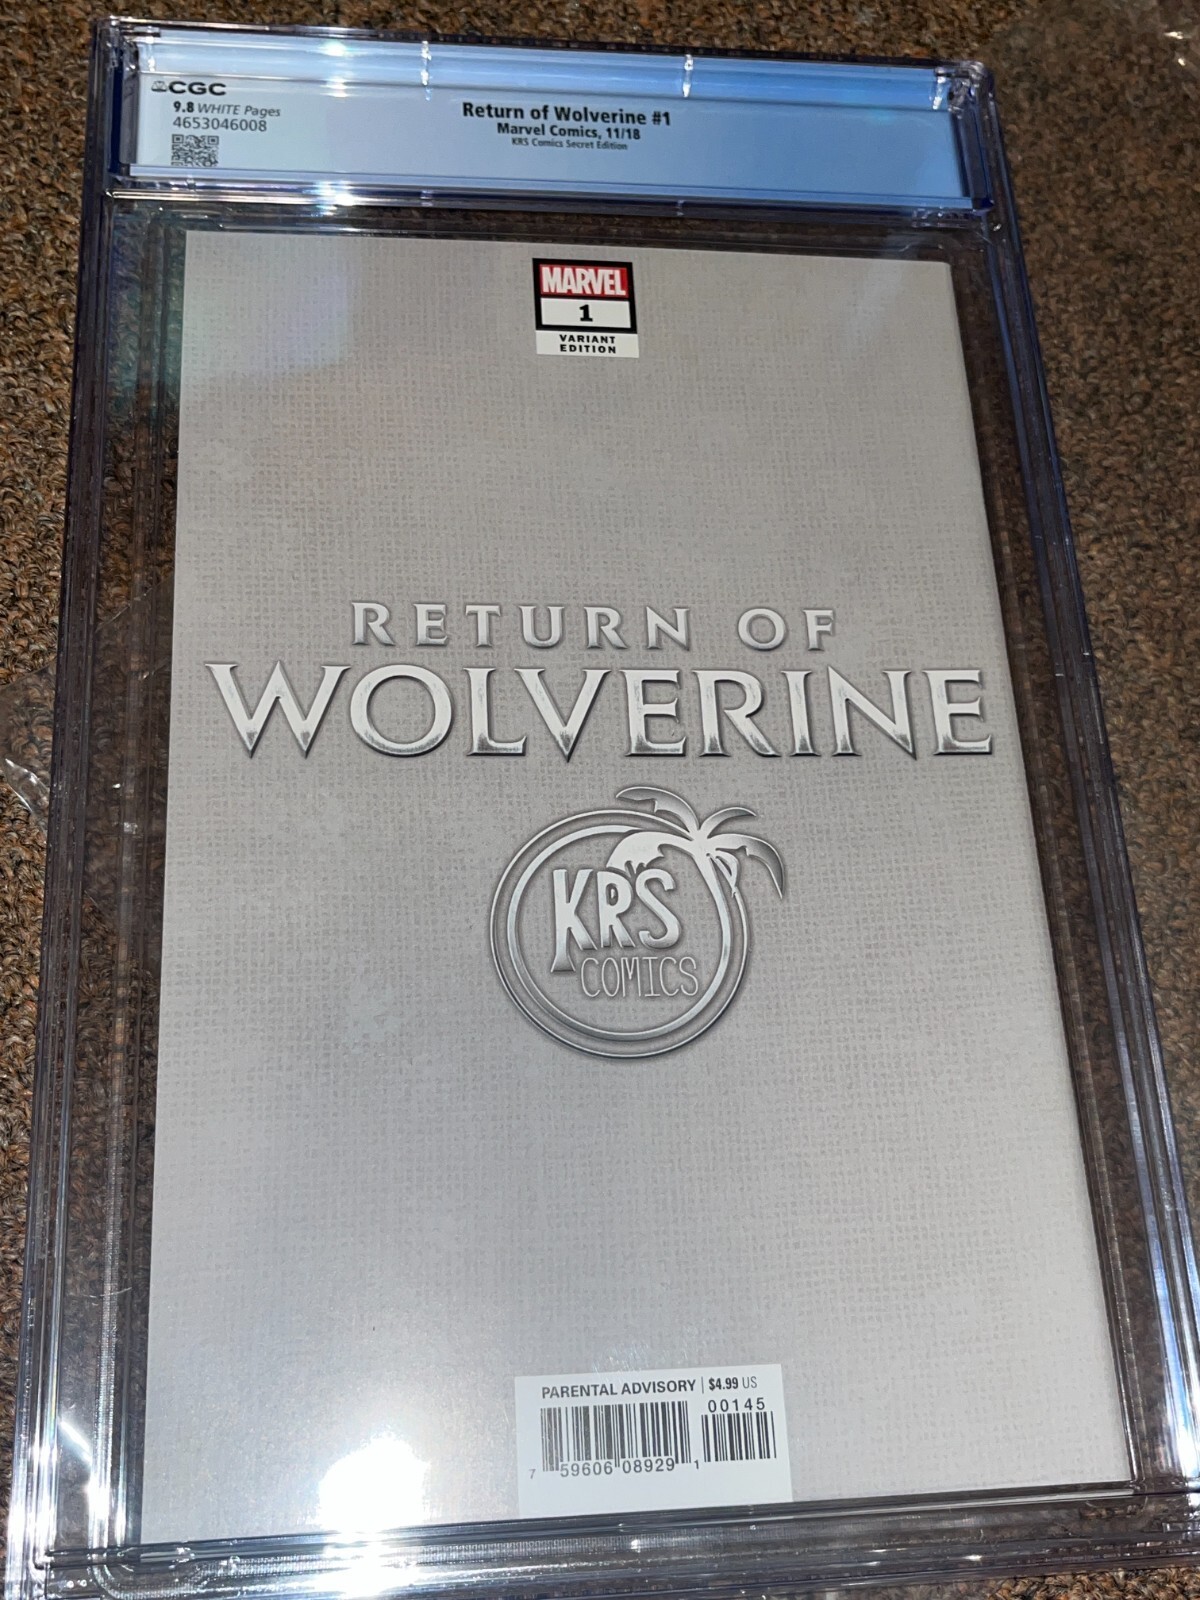 CGC
9.8 WHITE Pages
4653046008
Return of Wolverine #1
Marvel Comics, 11/18
KRS Comics Secret Edition
MARVEL
1
VARIANT
EDITION
RETURN OF
WOLVERINE
KRS
COMICS
PARENTAL ADVISORY | $4.99 US
00145
7 59606 08929 1